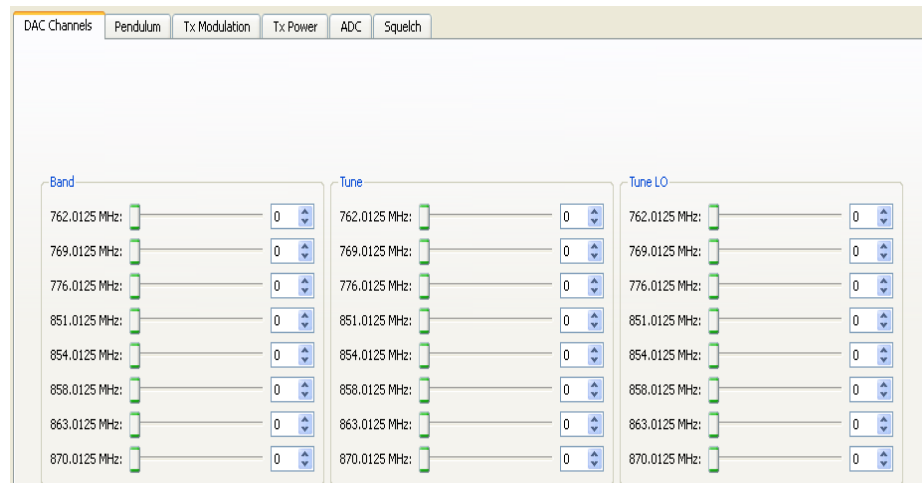 DAC Channels Pendulum Tx Modulation Tx Power ADC Squelch
Band Tune Tune LO
762.0125 MHz: 0 762.0125 MHz: 0 762.0125 MHz: 0
769.0125 MHz: 0 769.0125 MHz: 0 769.0125 MHz: 0
776.0125 MHz: 0 776.0125 MHz: 0 776.0125 MHz: 0
851.0125 MHz: 0 851.0125 MHz: 0 851.0125 MHz: 0
854.0125 MHz: 0 854.0125 MHz: 0 854.0125 MHz: 0
858.0125 MHz: 0 858.0125 MHz: 0 858.0125 MHz: 0
863.0125 MHz: 0 863.0125 MHz: 0 863.0125 MHz: 0
870.0125 MHz: 0 870.0125 MHz: 0 870.0125 MHz: 0